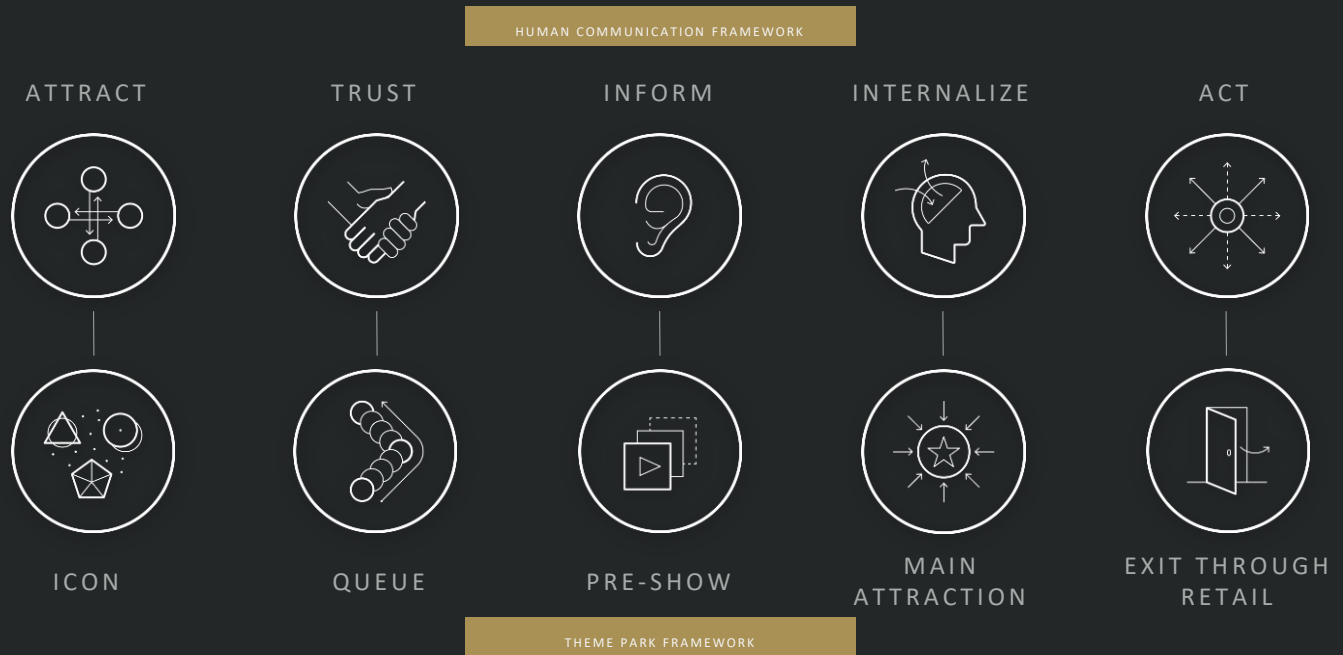 HUMAN COMMUNICATION FRAMEWORK
ATTRACT
TRUST
INFORM
INTERNALIZE
ACT
ICON
QUEUE
PRE-SHOW
MAIN
ATTRACTION
EXIT THROUGH
RETAIL
THEME PARK FRAMEWORK